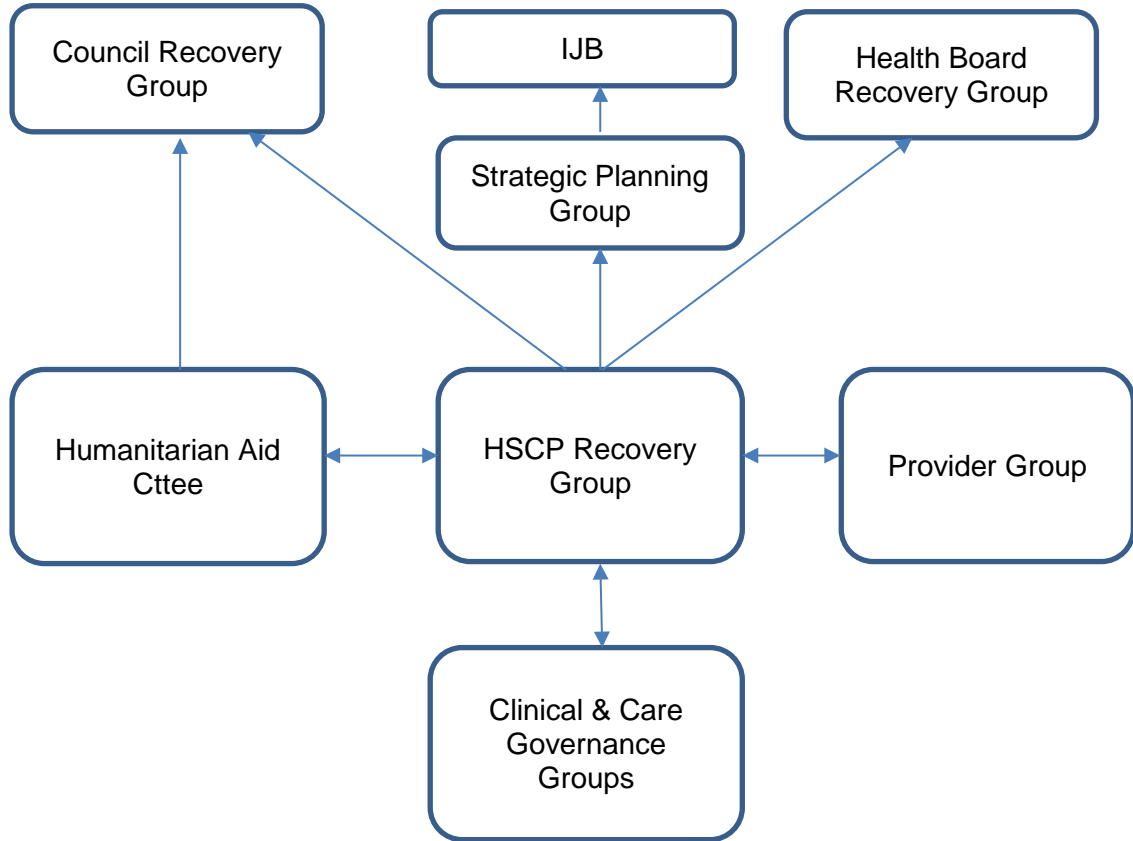 Council Recovery
Group
IJB
Health Board
Recovery Group
Strategic Planning
Group
Humanitarian Aid
Cttee
HSCP Recovery
Group
Provider Group
Clinical & Care
Governance
Groups